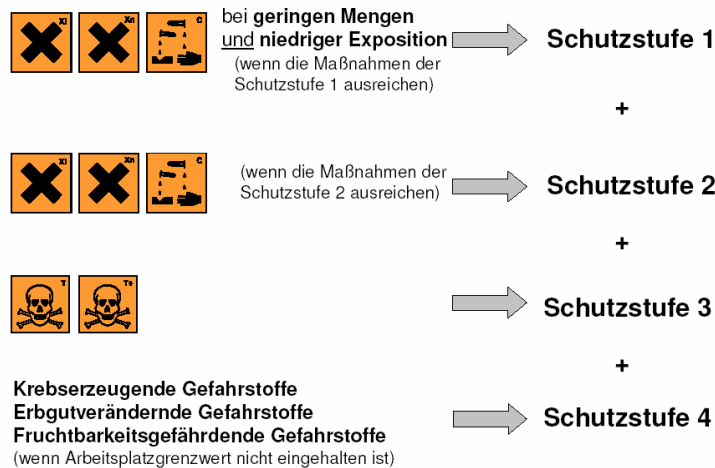 Xi Xn C
bei geringen Mengen
und niedriger Exposition
(wenn die Maßnahmen der
Schutzstufe 1 ausreichen)
Schutzstufe 1
+
Xi Xn C
(wenn die Maßnahmen der
Schutzstufe 2 ausreichen)
Schutzstufe 2
+
T T+
Schutzstufe 3
+
Krebserzeugende Gefahrstoffe
Erbgutverändernde Gefahrstoffe
Fruchtbarkeitsgefährdende Gefahrstoffe
(wenn Arbeitsplatzgrenzwert nicht eingehalten ist)
Schutzstufe 4